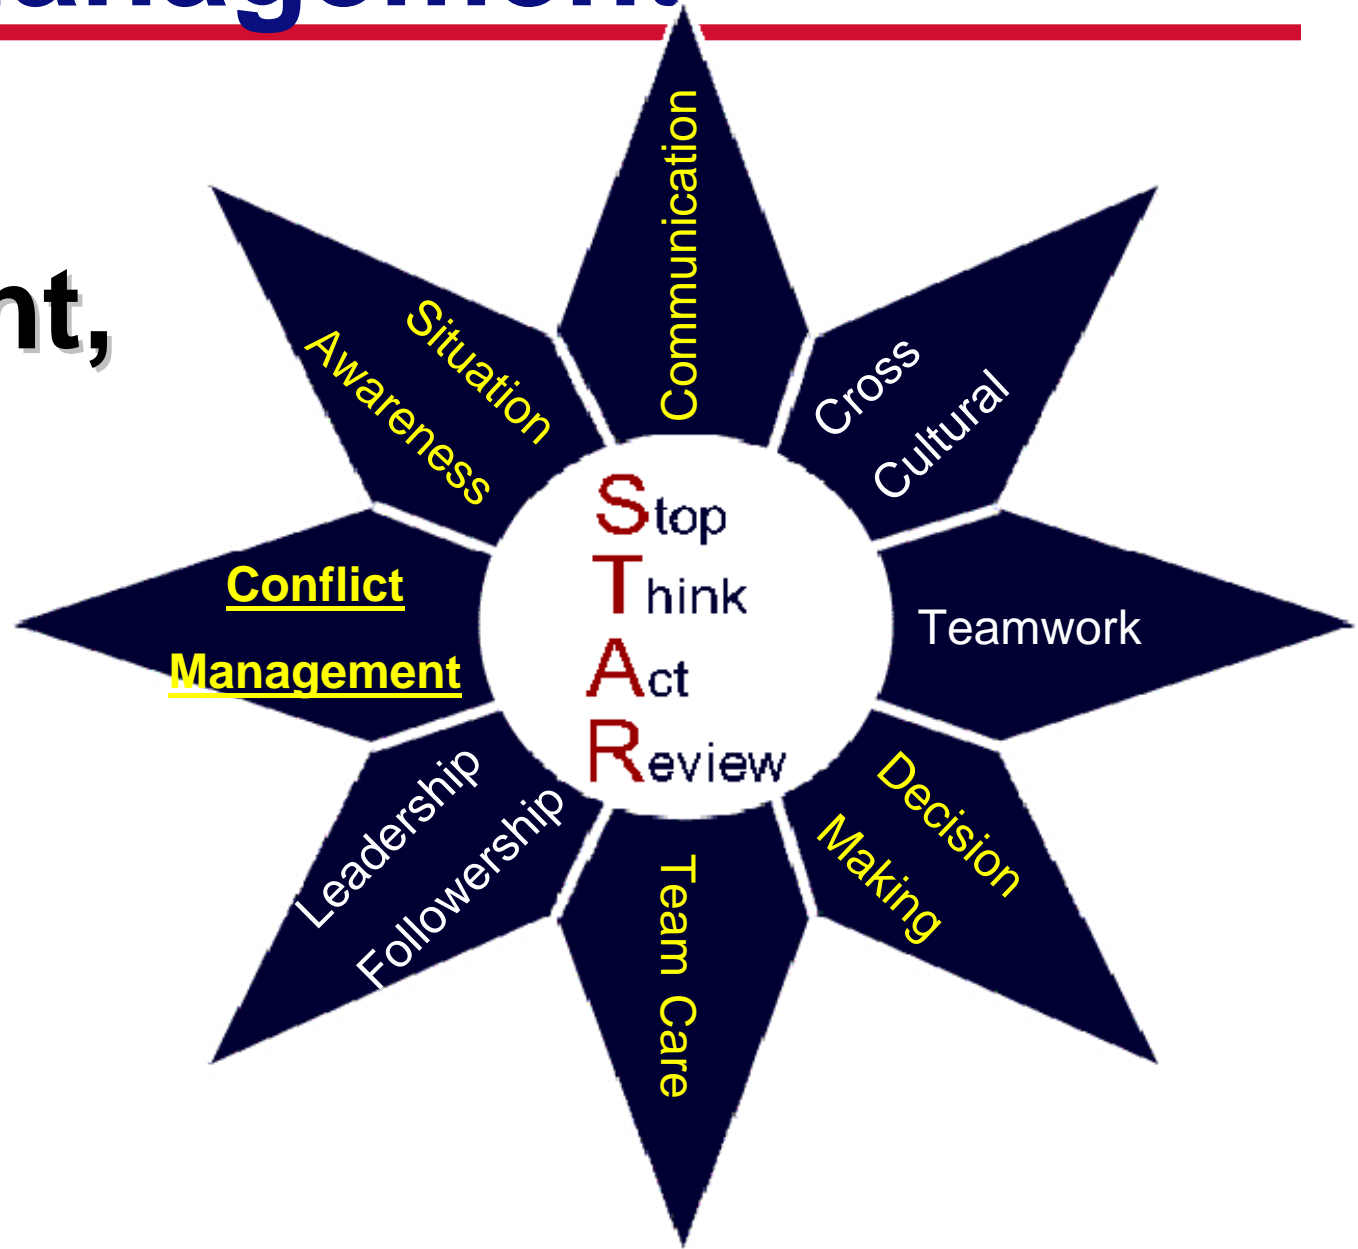 anagement
nt,
Communication
Situation
Awareness
Cross
Cultural
Stop
Think
Act
Review
Conflict
Management
Teamwork
Leadership
Followership
Team Care
Decision
Making